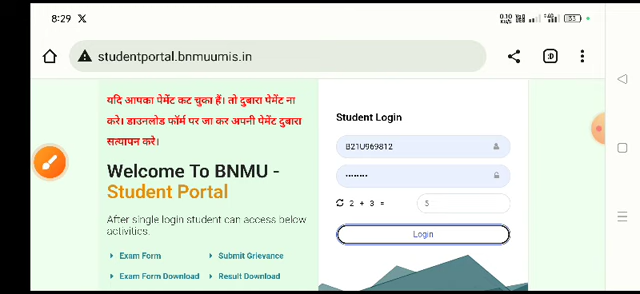 8:29 X
53
studentportal.bnmuumis.in
:D
यदि आपका पेमेंट कट चुका हैं। तो दुबारा पेमेंट ना
करे। डाउनलोड फॉर्म पर जा कर अपनी पेमेंट दुबारा
सत्यापन करे।
Welcome To BNMU -
Student Portal
After single login student can access below
activities.
Exam Form
Submit Grievance
Exam Form Download
Result Download
Student Login
B21U969812
••••••••
2 + 3 =
5
Login